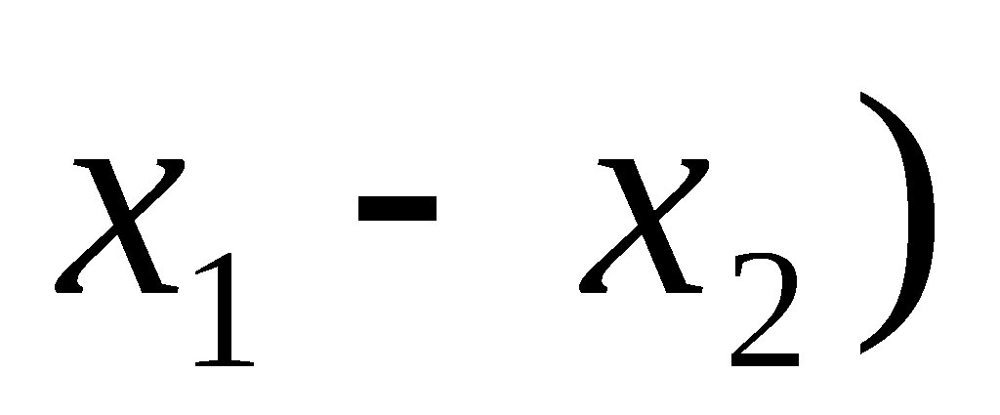 x₁ - x₂)